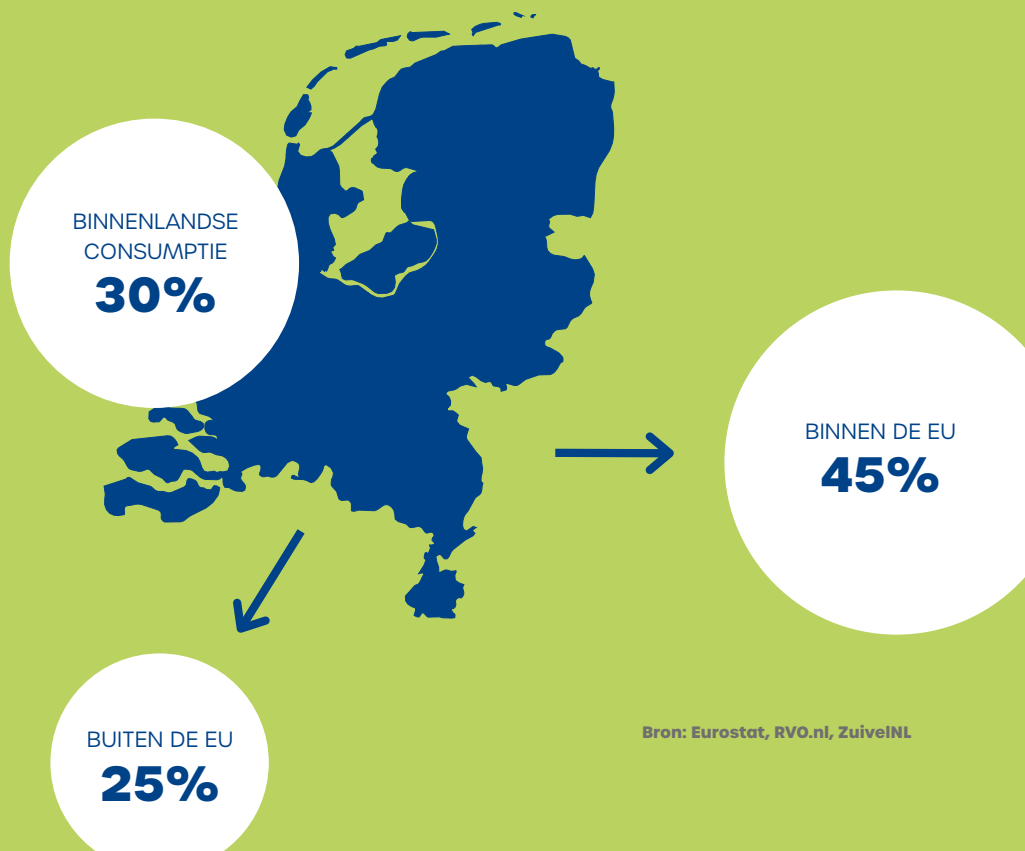 BINNENLANDSE
CONSUMPTIE
30%
BINNEN DE EU
45%
BUITEN DE EU
25%
Bron: Eurostat, RVO.nl, ZuivelNL